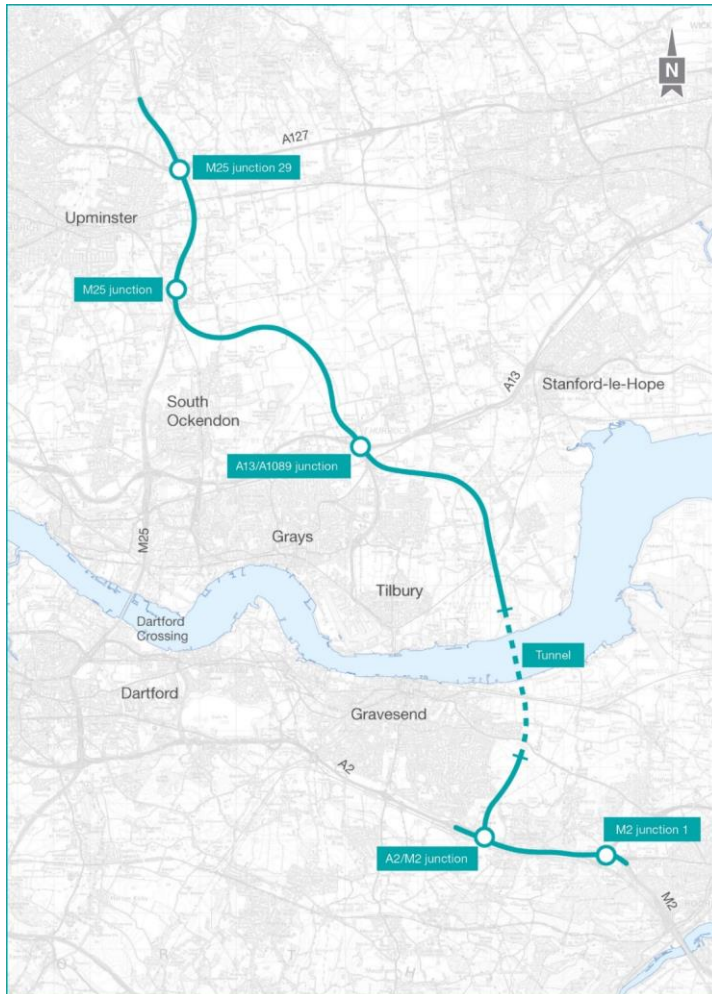 N
A127
M25 junction 29
Upminster
M25 junction
Stanford-le-Hope
A13
South
Ockendon
A13/A1089 junction
M25
Grays
Tilbury
Dartford
Crossing
Tunnel
Dartford
Gravesend
A2
M2 junction 1
A2/M2 junction
M2